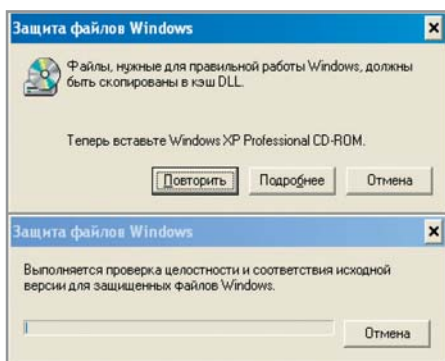 Защита файлов Windows
Файлы, нужные для правильной работы Windows, должны
быть скопированы в кэш DLL.
Теперь вставьте Windows XP Professional CD-ROM.
Повторить Подробнее Отмена
Защита файлов Windows
Выполняется проверка целостности и соответствия исходной
версии для защищенных файлов Windows.
Отмена